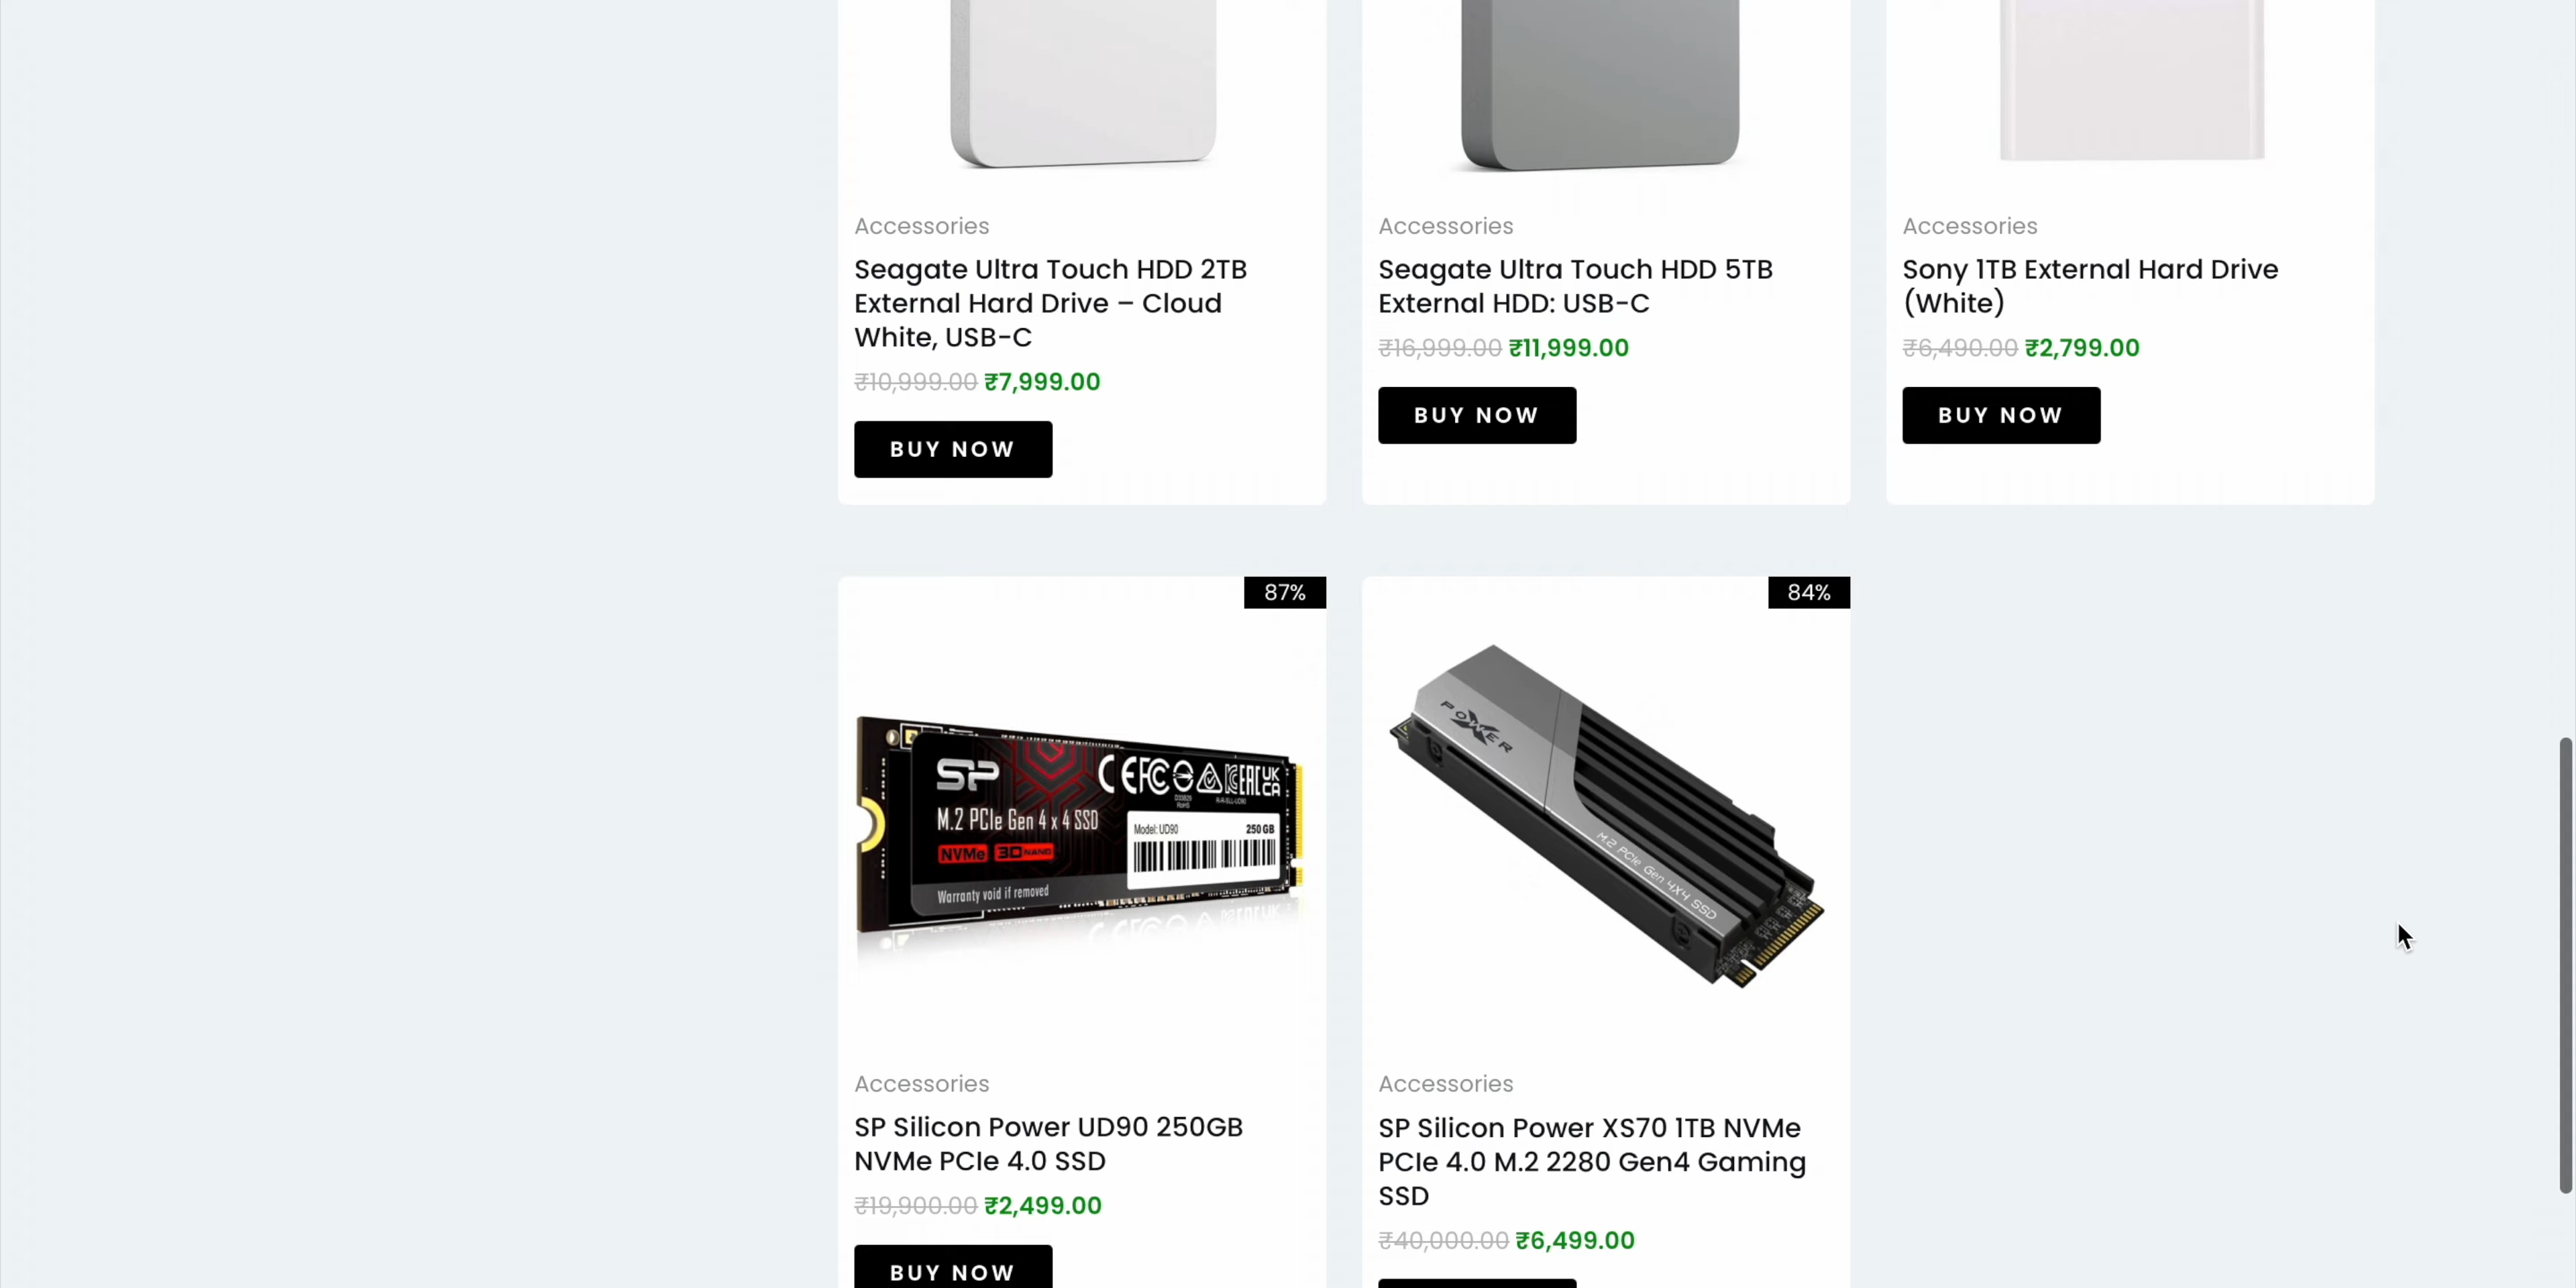 Accessories
Seagate Ultra Touch HDD 2TB
External Hard Drive – Cloud
White, USB-C
₹10,999.00 ₹7,999.00
BUY NOW
Accessories
Seagate Ultra Touch HDD 5TB
External HDD: USB-C
₹16,999.00 ₹11,999.00
BUY NOW
Accessories
Sony 1TB External Hard Drive
(White)
₹6,490.00 ₹2,799.00
BUY NOW
87%
SP
M.2 PCIe Gen 4 x 4 SSD
NVMe 3D NAND
Model: UD90 250 GB
Warranty void if removed
Accessories
SP Silicon Power UD90 250GB
NVMe PCIe 4.0 SSD
₹19,900.00 ₹2,499.00
BUY NOW
84%
XPOWER
M.2 PCIe Gen 4X4 SSD
Accessories
SP Silicon Power XS70 1TB NVMe
PCIe 4.0 M.2 2280 Gen4 Gaming
SSD
₹40,000.00 ₹6,499.00